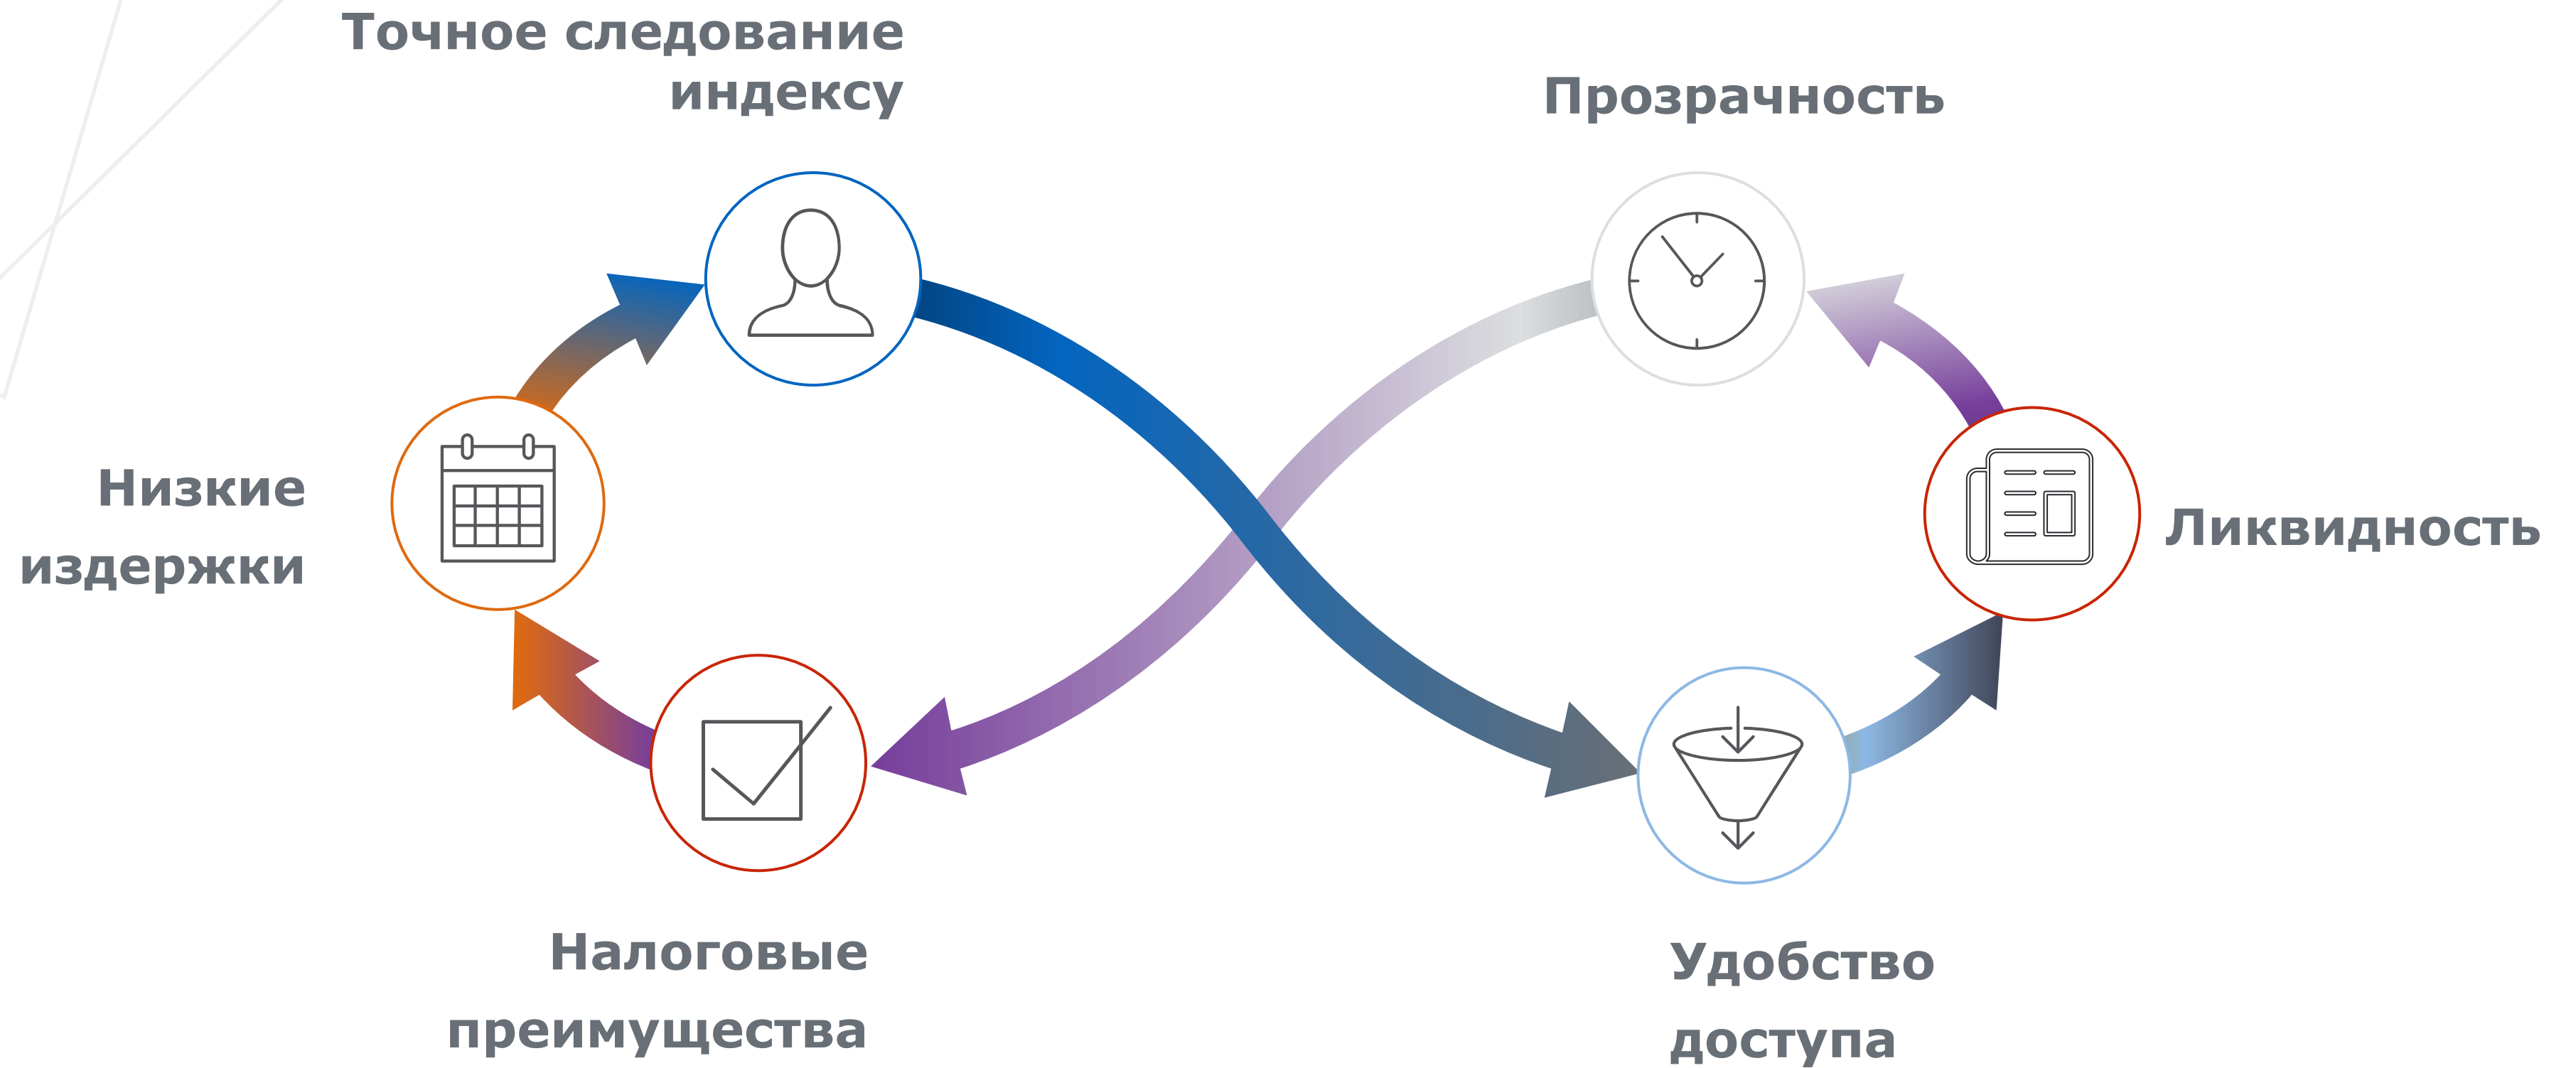 Точное следование
индексу
Прозрачность
Низкие
издержки
Ликвидность
Налоговые
преимущества
Удобство
доступа